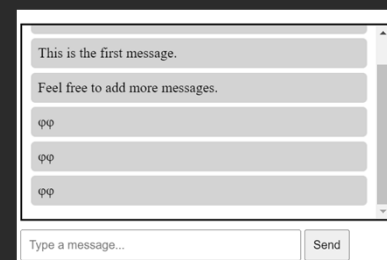 This is the first message.
Feel free to add more messages.
φφ
φφ
φφ
Type a message...
Send